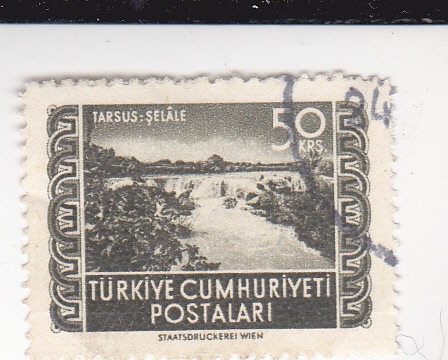 TARSUS - ŞELÂLE
50
KRŞ.
TÜRKİYE CUMHURİYETİ
POSTALARI
STAATSDRUCKEREI WIEN